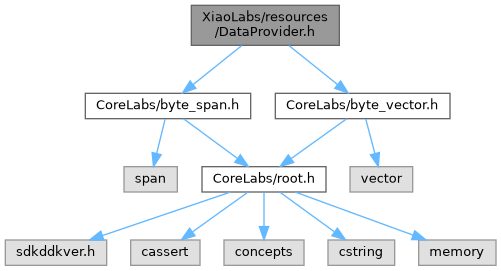 XiaoLabs/resources
/DataProvider.h
CoreLabs/byte_span.h
CoreLabs/byte_vector.h
span
CoreLabs/root.h
vector
sdkddkver.h
cassert
concepts
cstring
memory